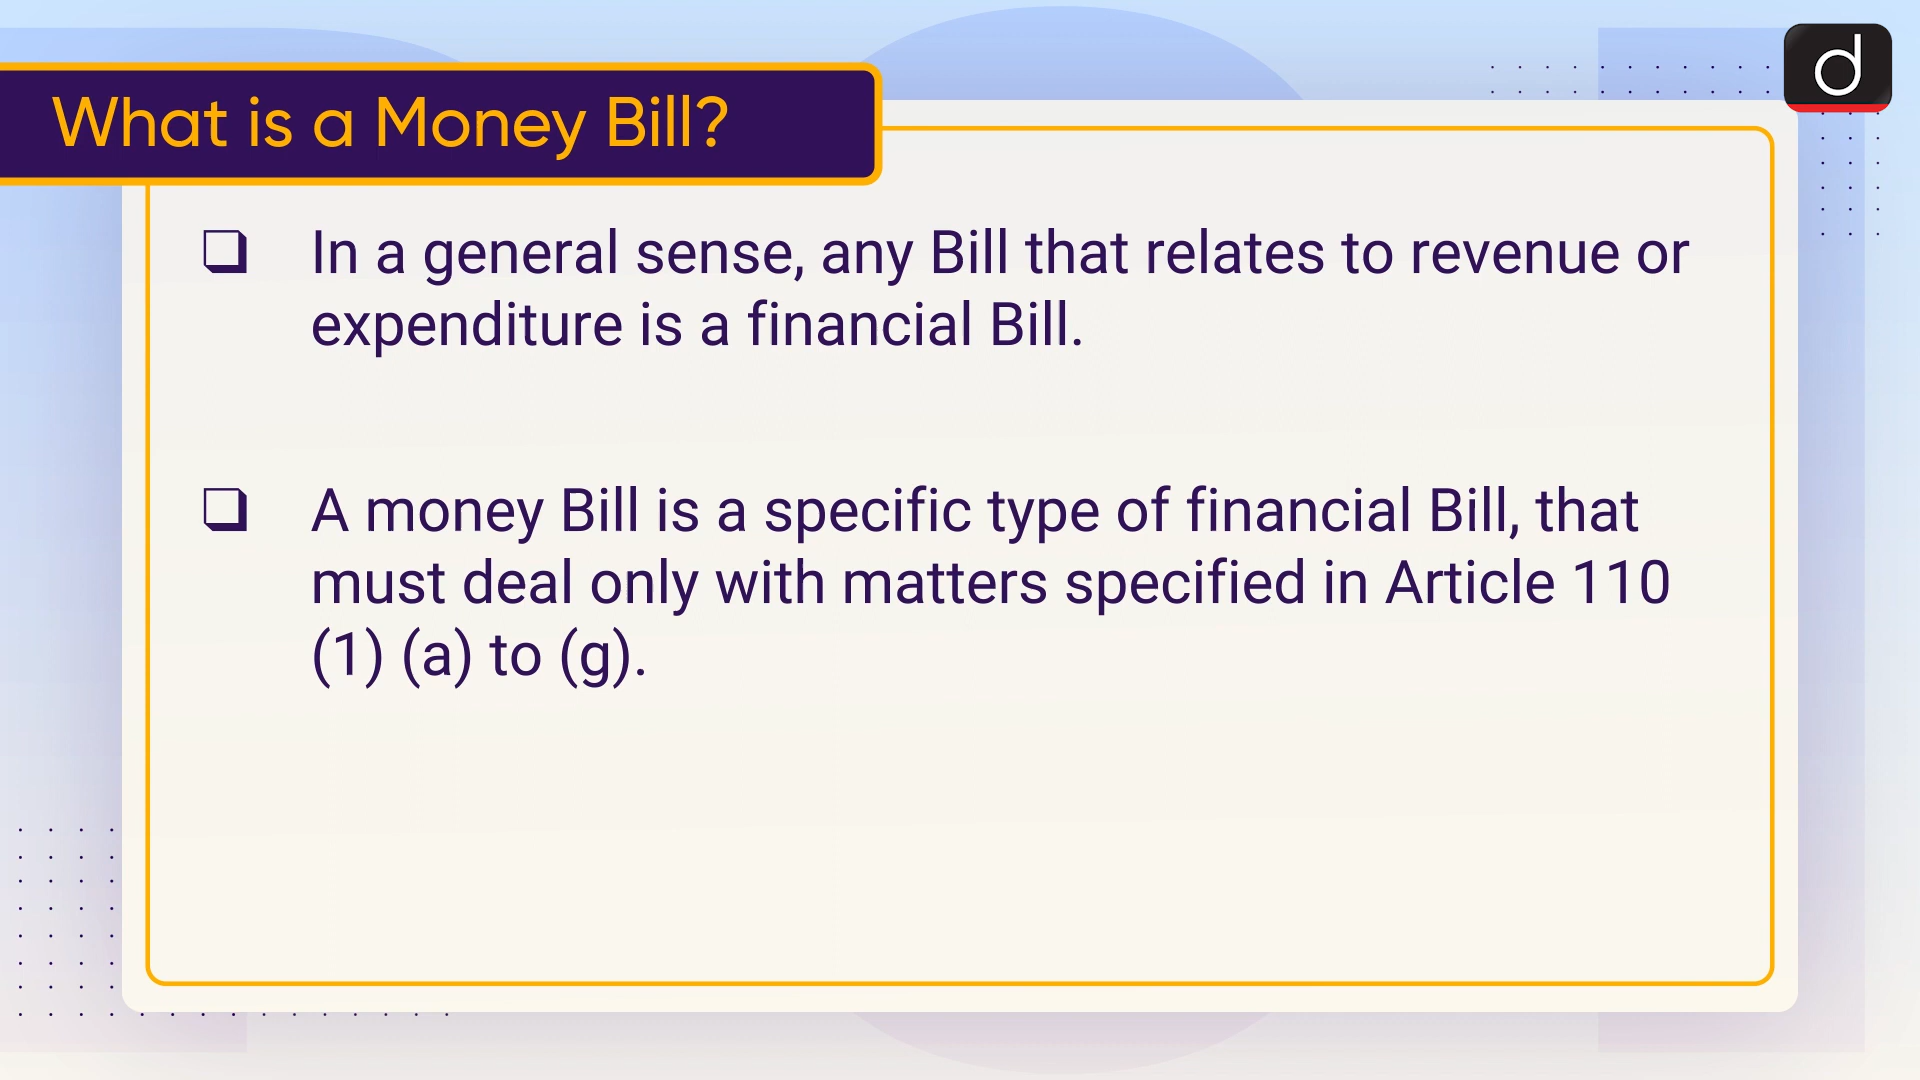 What is a Money Bill?
d
❑ In a general sense, any Bill that relates to revenue or
expenditure is a financial Bill.
❑ A money Bill is a specific type of financial Bill, that
must deal only with matters specified in Article 110
(1) (a) to (g).